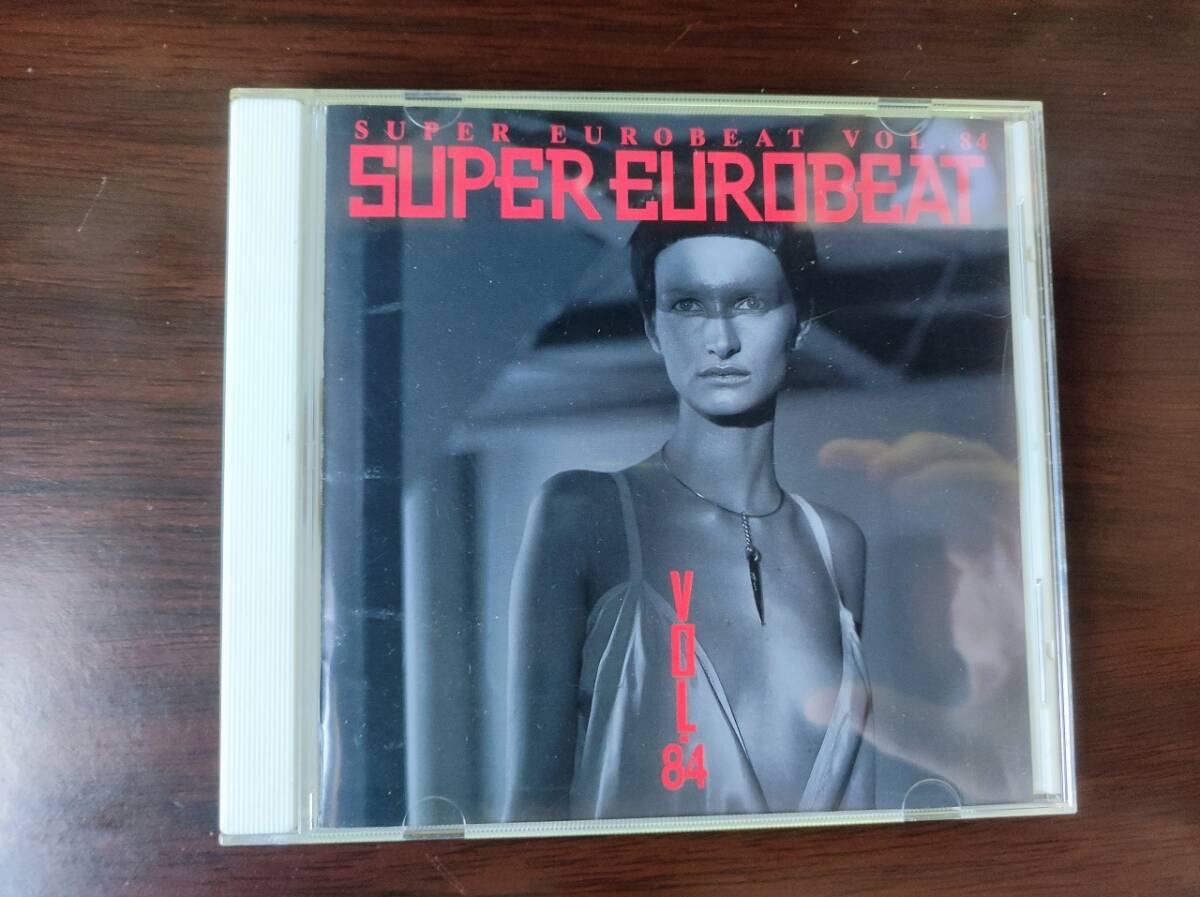 SUPER EUROBEAT VOL. 84
SUPER EUROBEAT
VOL.
84